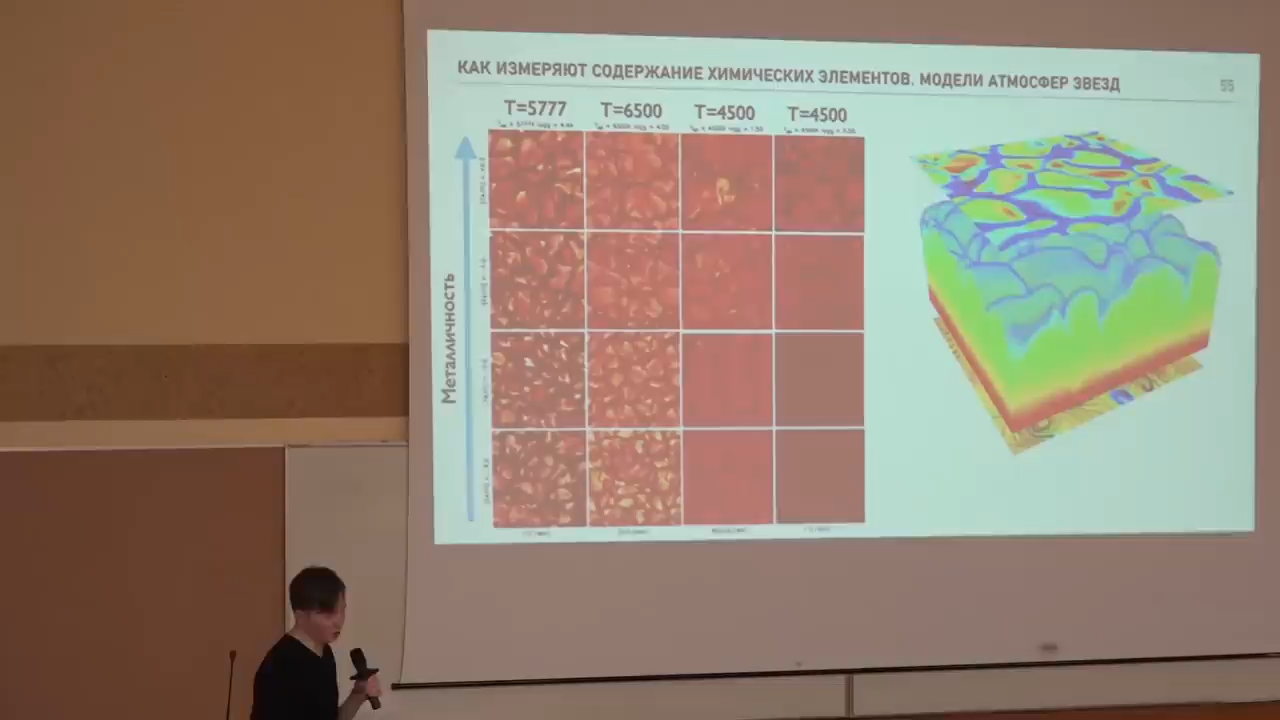 КАК ИЗМЕРЯЮТ СОДЕРЖАНИЕ ХИМИЧЕСКИХ ЭЛЕМЕНТОВ. МОДЕЛИ АТМОСФЕР ЗВЕЗД
55
T=5777 T=6500 T=4500 T=4500
Металличность